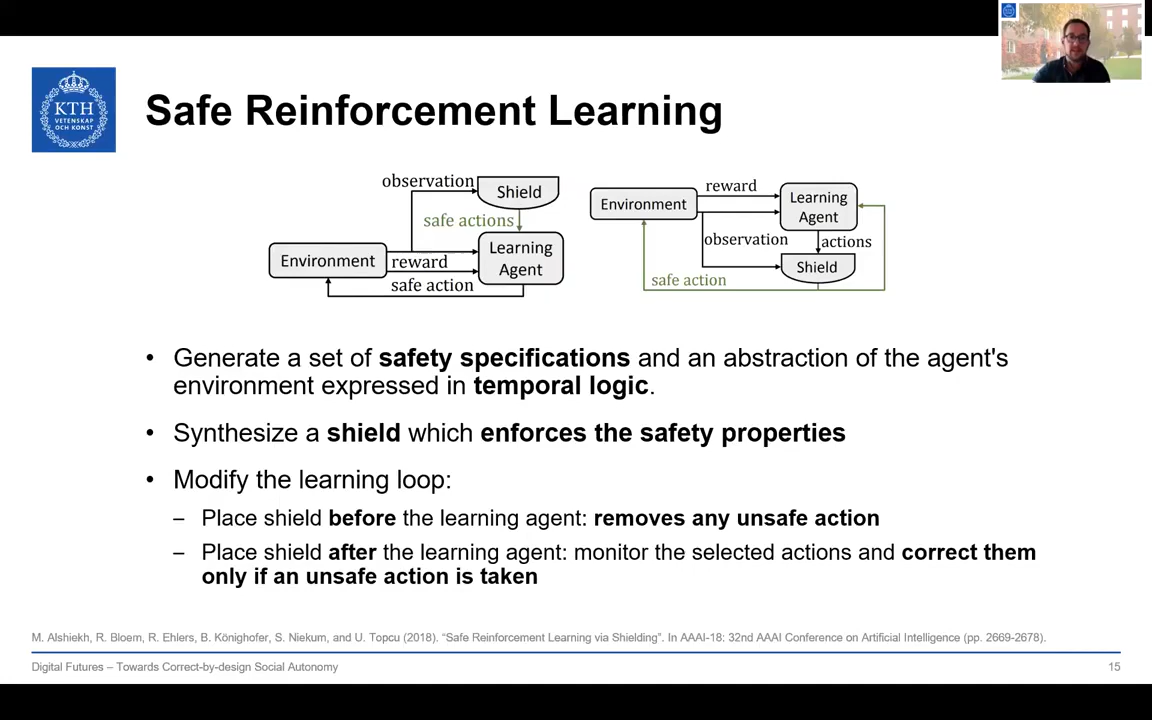 KTH
VETENSKAP
OCH KONST
Safe Reinforcement Learning
observation
Shield
safe actions
Environment
reward
Learning
Agent
safe action
Environment
reward
Learning
Agent
observation
actions
Shield
safe action
• Generate a set of safety specifications and an abstraction of the agent's
environment expressed in temporal logic.
• Synthesize a shield which enforces the safety properties
• Modify the learning loop:
– Place shield before the learning agent: removes any unsafe action
– Place shield after the learning agent: monitor the selected actions and correct them
only if an unsafe action is taken
M. Alshiekh, R. Bloem, R. Ehlers, B. Könighofer, S. Niekum, and U. Topcu (2018). “Safe Reinforcement Learning via Shielding”. In AAAI-18: 32nd AAAI Conference on Artificial Intelligence (pp. 2669-2678).
Digital Futures – Towards Correct-by-design Social Autonomy
15